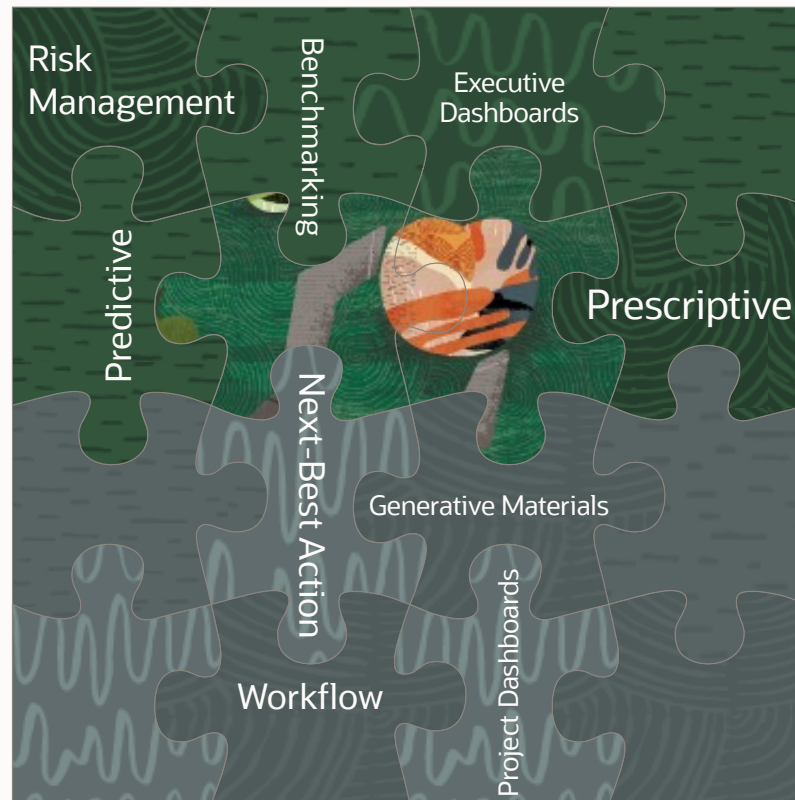 Risk
Management
Benchmarking
Executive
Dashboards
Predictive
Prescriptive
Next-Best Action
Generative Materials
Workflow
Project Dashboards